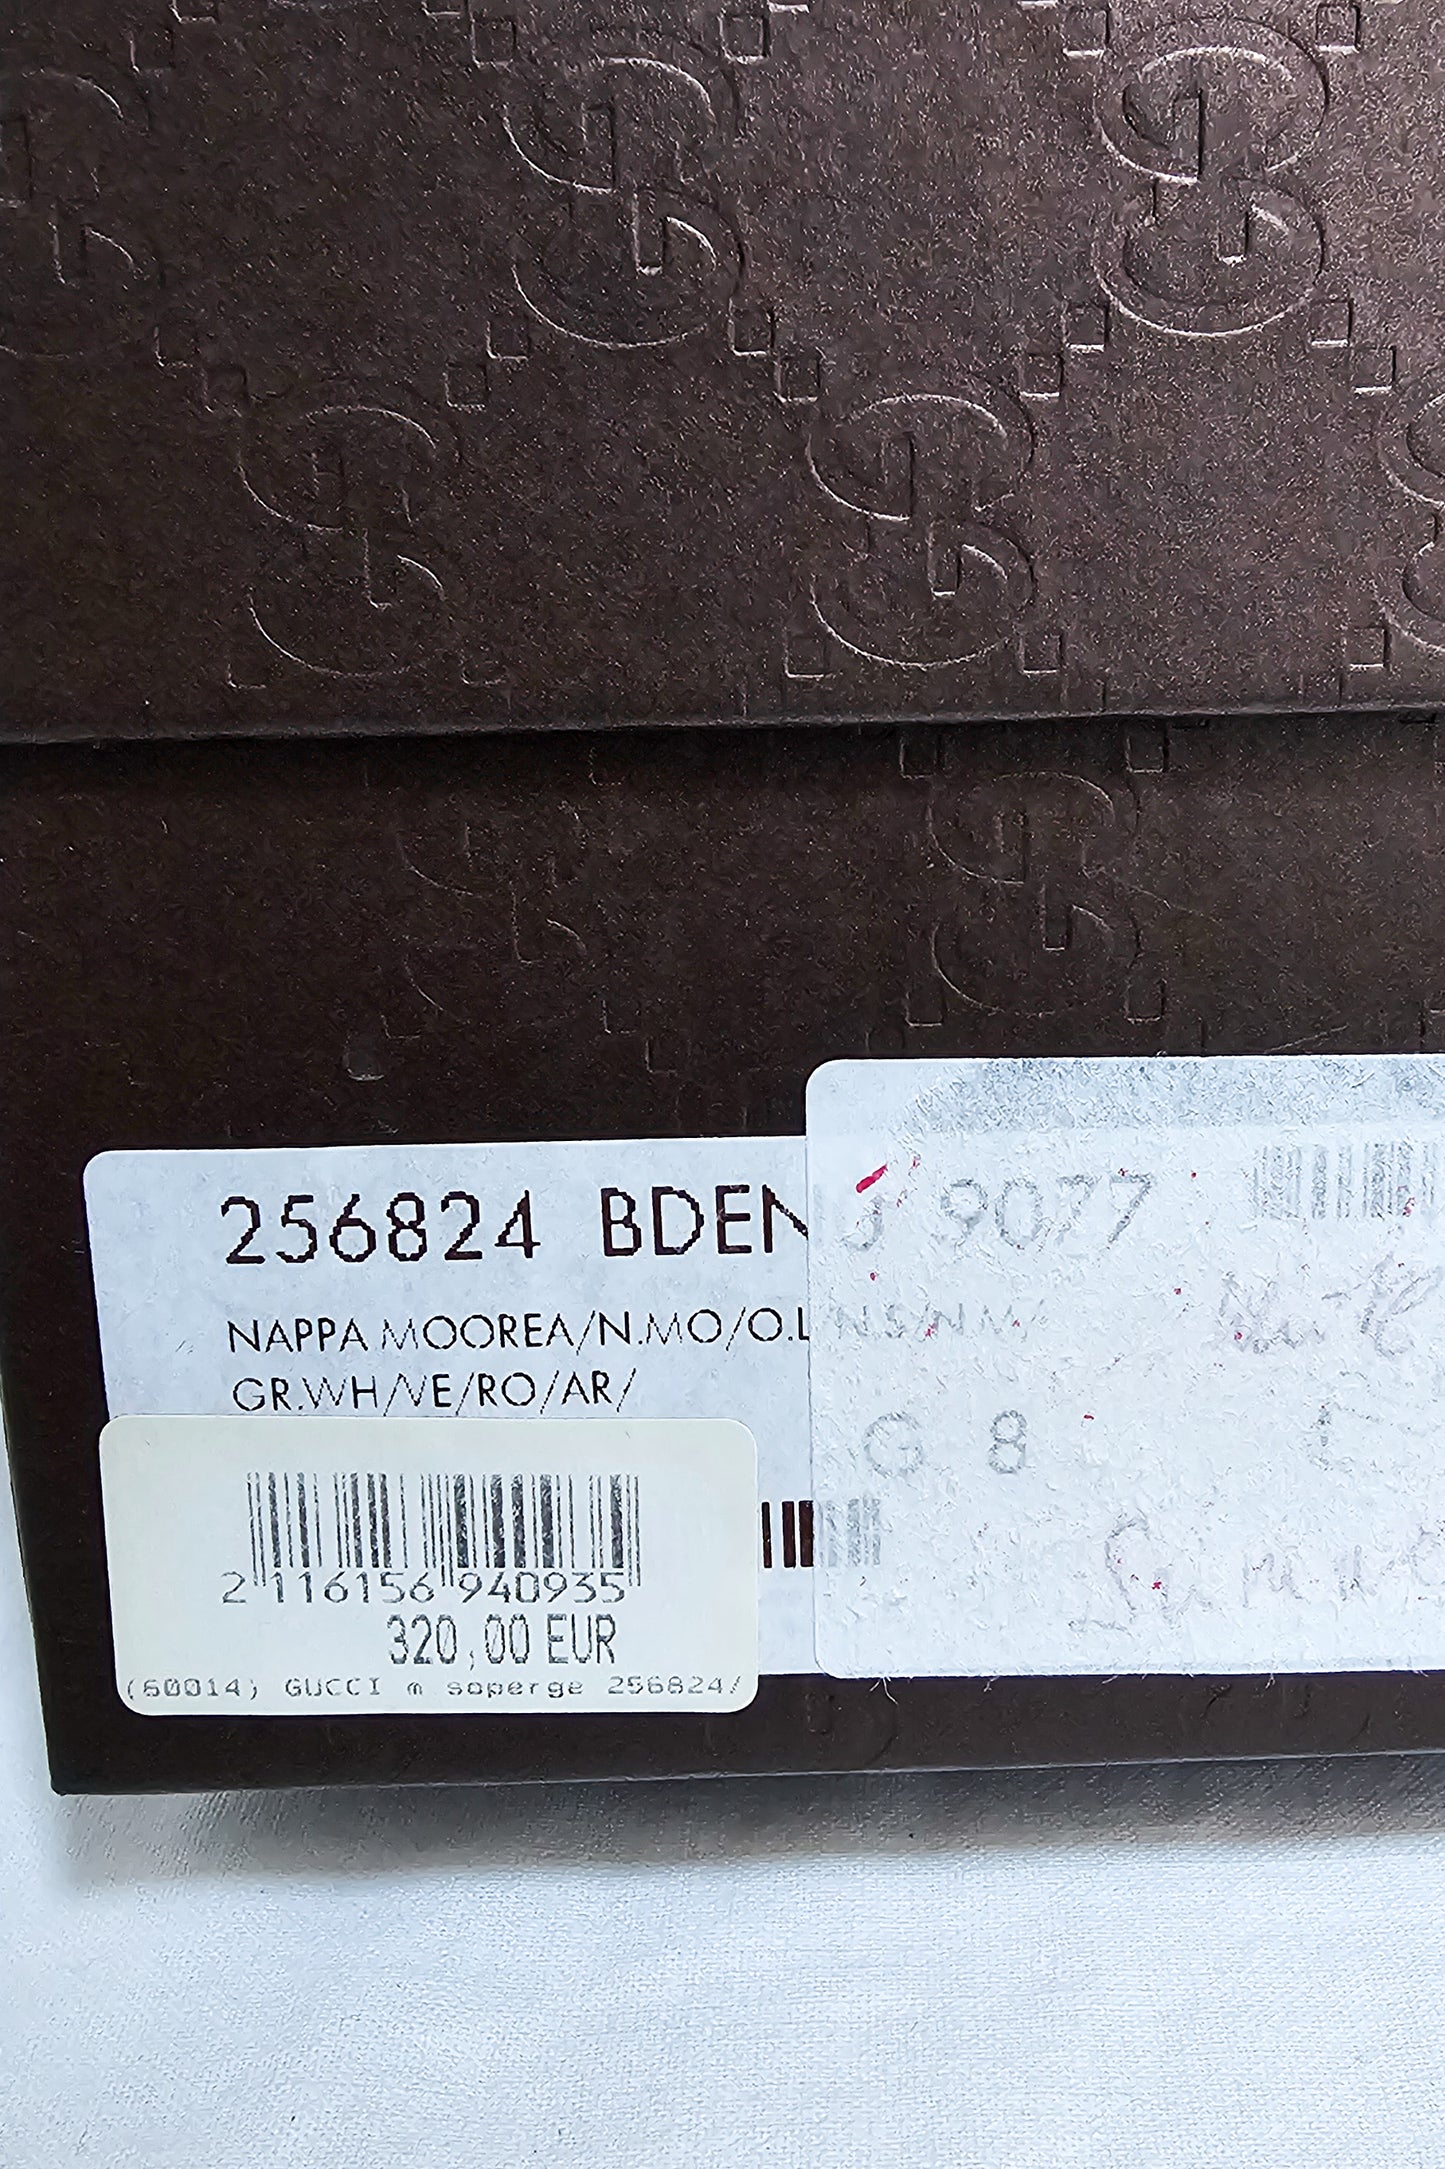 256824 BDEN J 9077
NAPPA MOOREA/N.MO/O.L
GR.WH/VE/RO/AR/
G 8
2 116156 940935
320,00 EUR
(60014) GUCCI m soperge 256824/